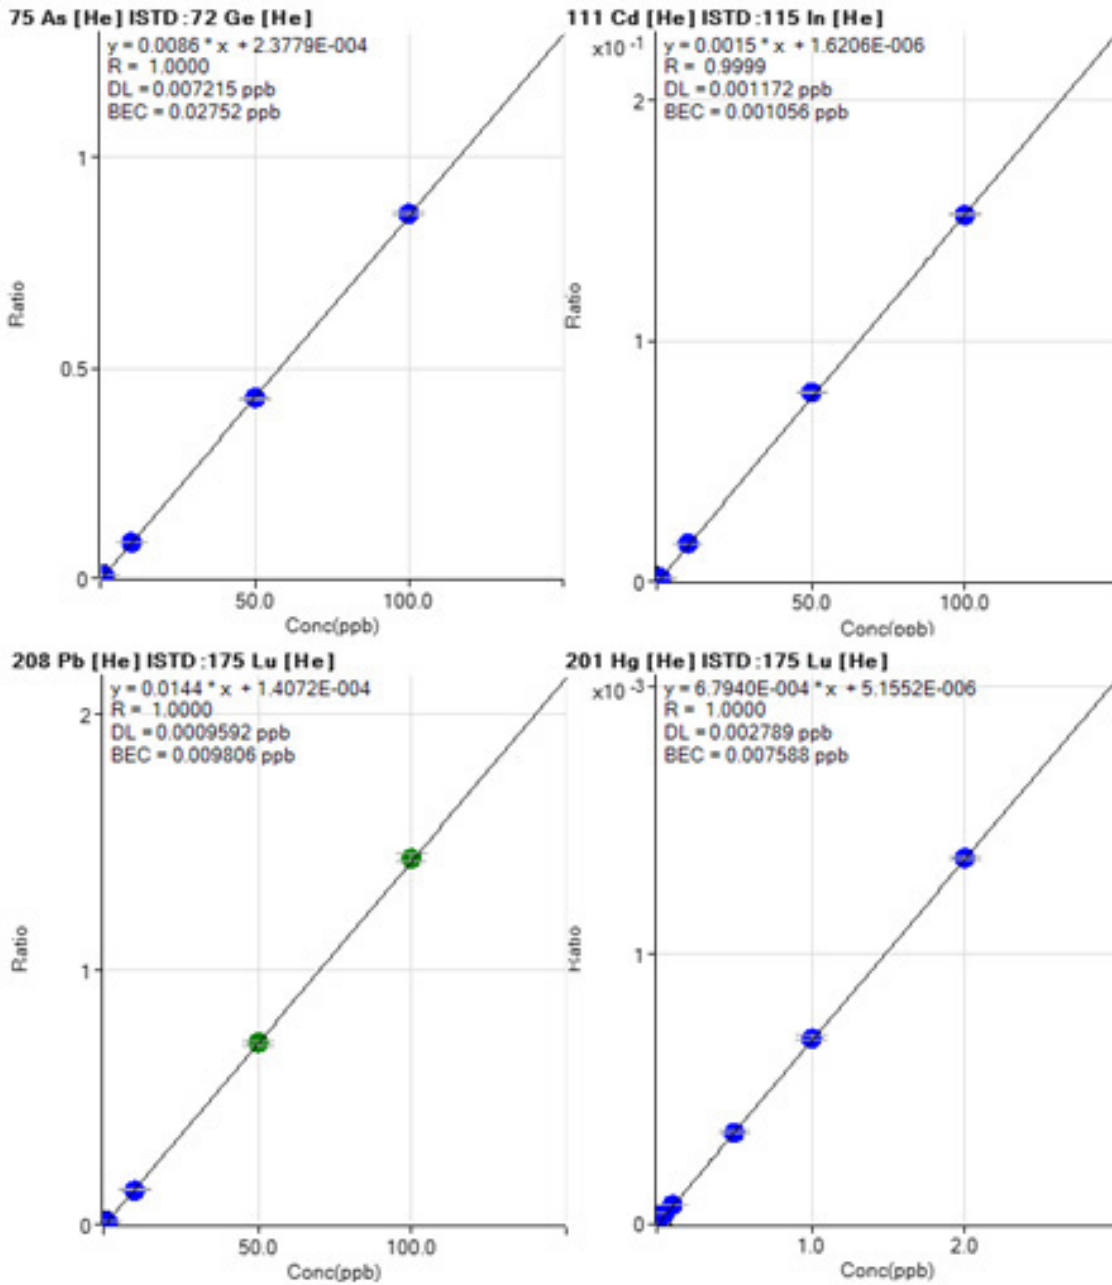 75 As [He] ISTD :72 Ge [He]
y = 0.0086 * x + 2.3779E-004
R = 1.0000
DL = 0.007215 ppb
BEC = 0.02752 ppb
1
0.5
0
Ratio
50.0
100.0
Conc(ppb)
111 Cd [He] ISTD :115 In [He]
x10 -1
y = 0.0015 * x + 1.6206E-006
R = 0.9999
DL = 0.001172 ppb
BEC = 0.001056 ppb
2
1
0
Ratio
50.0
100.0
Conc(ppb)
208 Pb [He] ISTD :175 Lu [He]
y = 0.0144 * x + 1.4072E-004
R = 1.0000
DL = 0.0009592 ppb
BEC = 0.009806 ppb
2
1
0
Ratio
50.0
100.0
Conc(ppb)
201 Hg [He] ISTD :175 Lu [He]
x10 -3
y = 6.7940E-004 * x + 5.1552E-006
R = 1.0000
DL = 0.002789 ppb
BEC = 0.007588 ppb
1
0
Ratio
1.0
2.0
Conc(ppb)